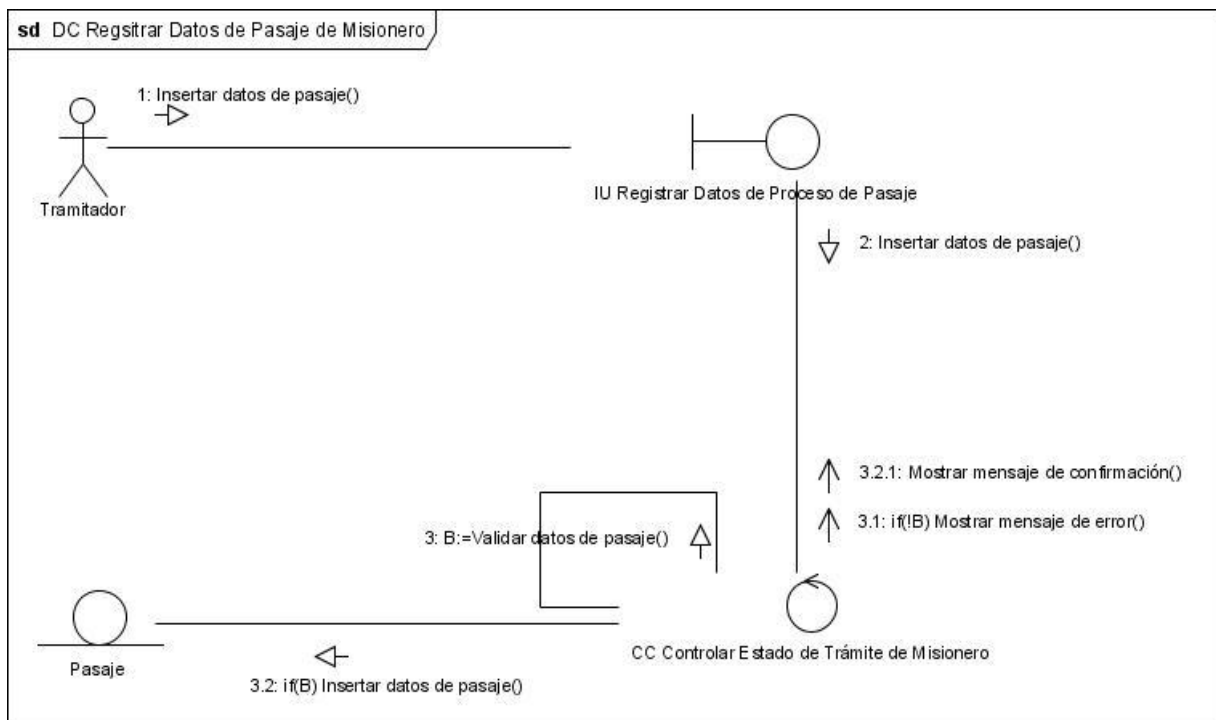 sd DC Regsitrar Datos de Pasaje de Misionero
1: Insertar datos de pasaje()
Tramitador
IU Registrar Datos de Proceso de Pasaje
2: Insertar datos de pasaje()
3.2.1: Mostrar mensaje de confirmación()
3.1: if(!B) Mostrar mensaje de error()
3: B:=Validar datos de pasaje()
Pasaje
CC Controlar Estado de Trámite de Misionero
3.2: if(B) Insertar datos de pasaje()